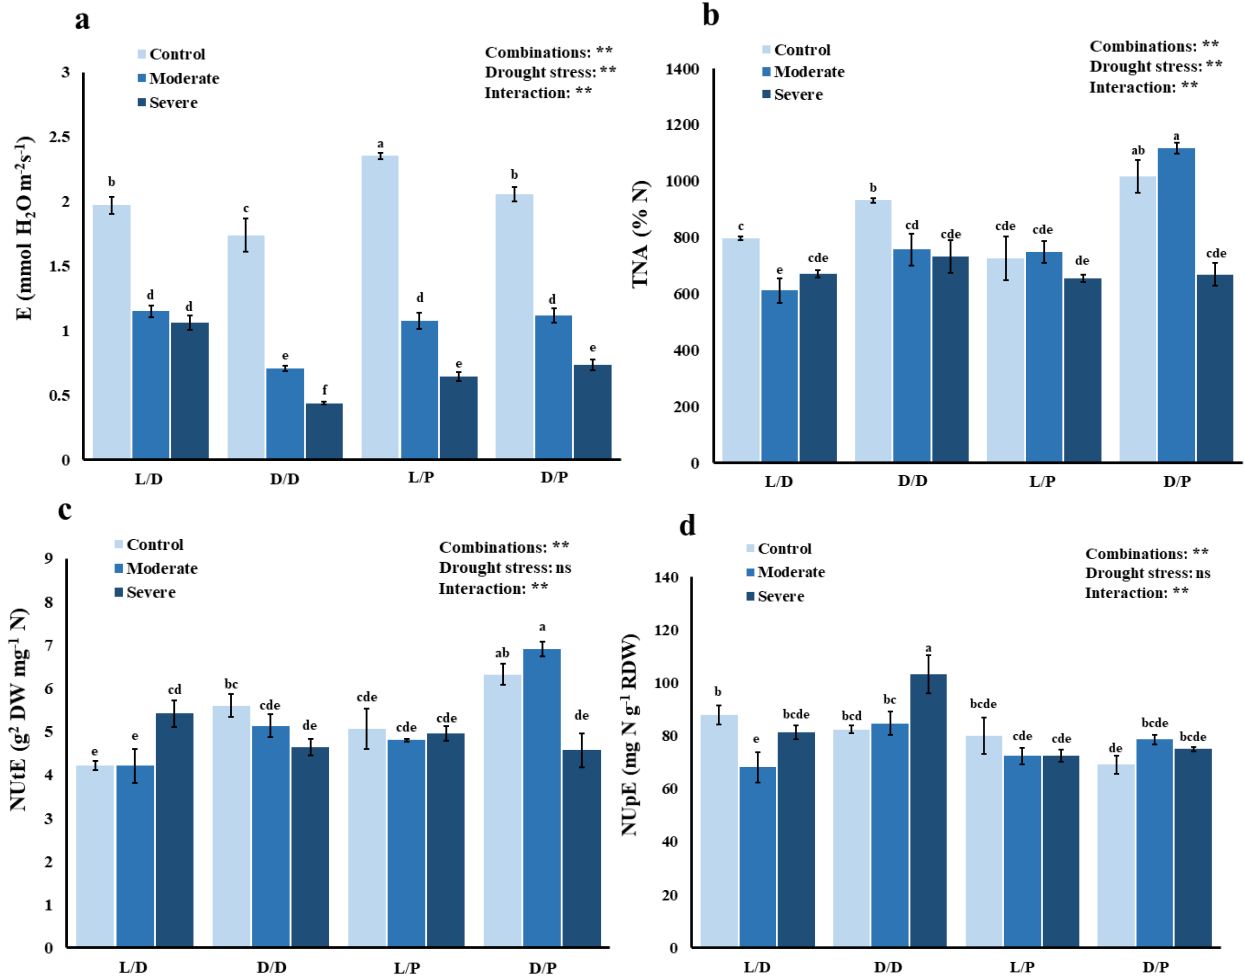 a
Control
Moderate
Severe
Combinations: **
Drought stress: **
Interaction: **
E (mmol H₂O m⁻²s⁻¹)
3
2.5
2
1.5
1
0.5
0
b
d
d
c
e
f
a
d
e
b
d
e
L/D
D/D
L/P
D/P
b
Control
Moderate
Severe
Combinations: **
Drought stress: **
Interaction: **
TNA (% N)
1400
1200
1000
800
600
400
200
0
c
e
cde
b
cd
cde
cde
cde
de
ab
a
cde
L/D
D/D
L/P
D/P
c
Control
Moderate
Severe
Combinations: **
Drought stress: ns
Interaction: **
NUtE (g² DW mg⁻¹ N)
9
8
7
6
5
4
3
2
1
0
e
e
cd
bc
cde
de
cde
cde
cde
ab
a
de
L/D
D/D
L/P
D/P
d
Control
Moderate
Severe
Combinations: **
Drought stress: ns
Interaction: **
NUpE (mg N g⁻¹ RDW)
140
120
100
80
60
40
20
0
b
e
bcde
bcd
bc
a
bcde
cde
cde
de
bcde
bcde
L/D
D/D
L/P
D/P